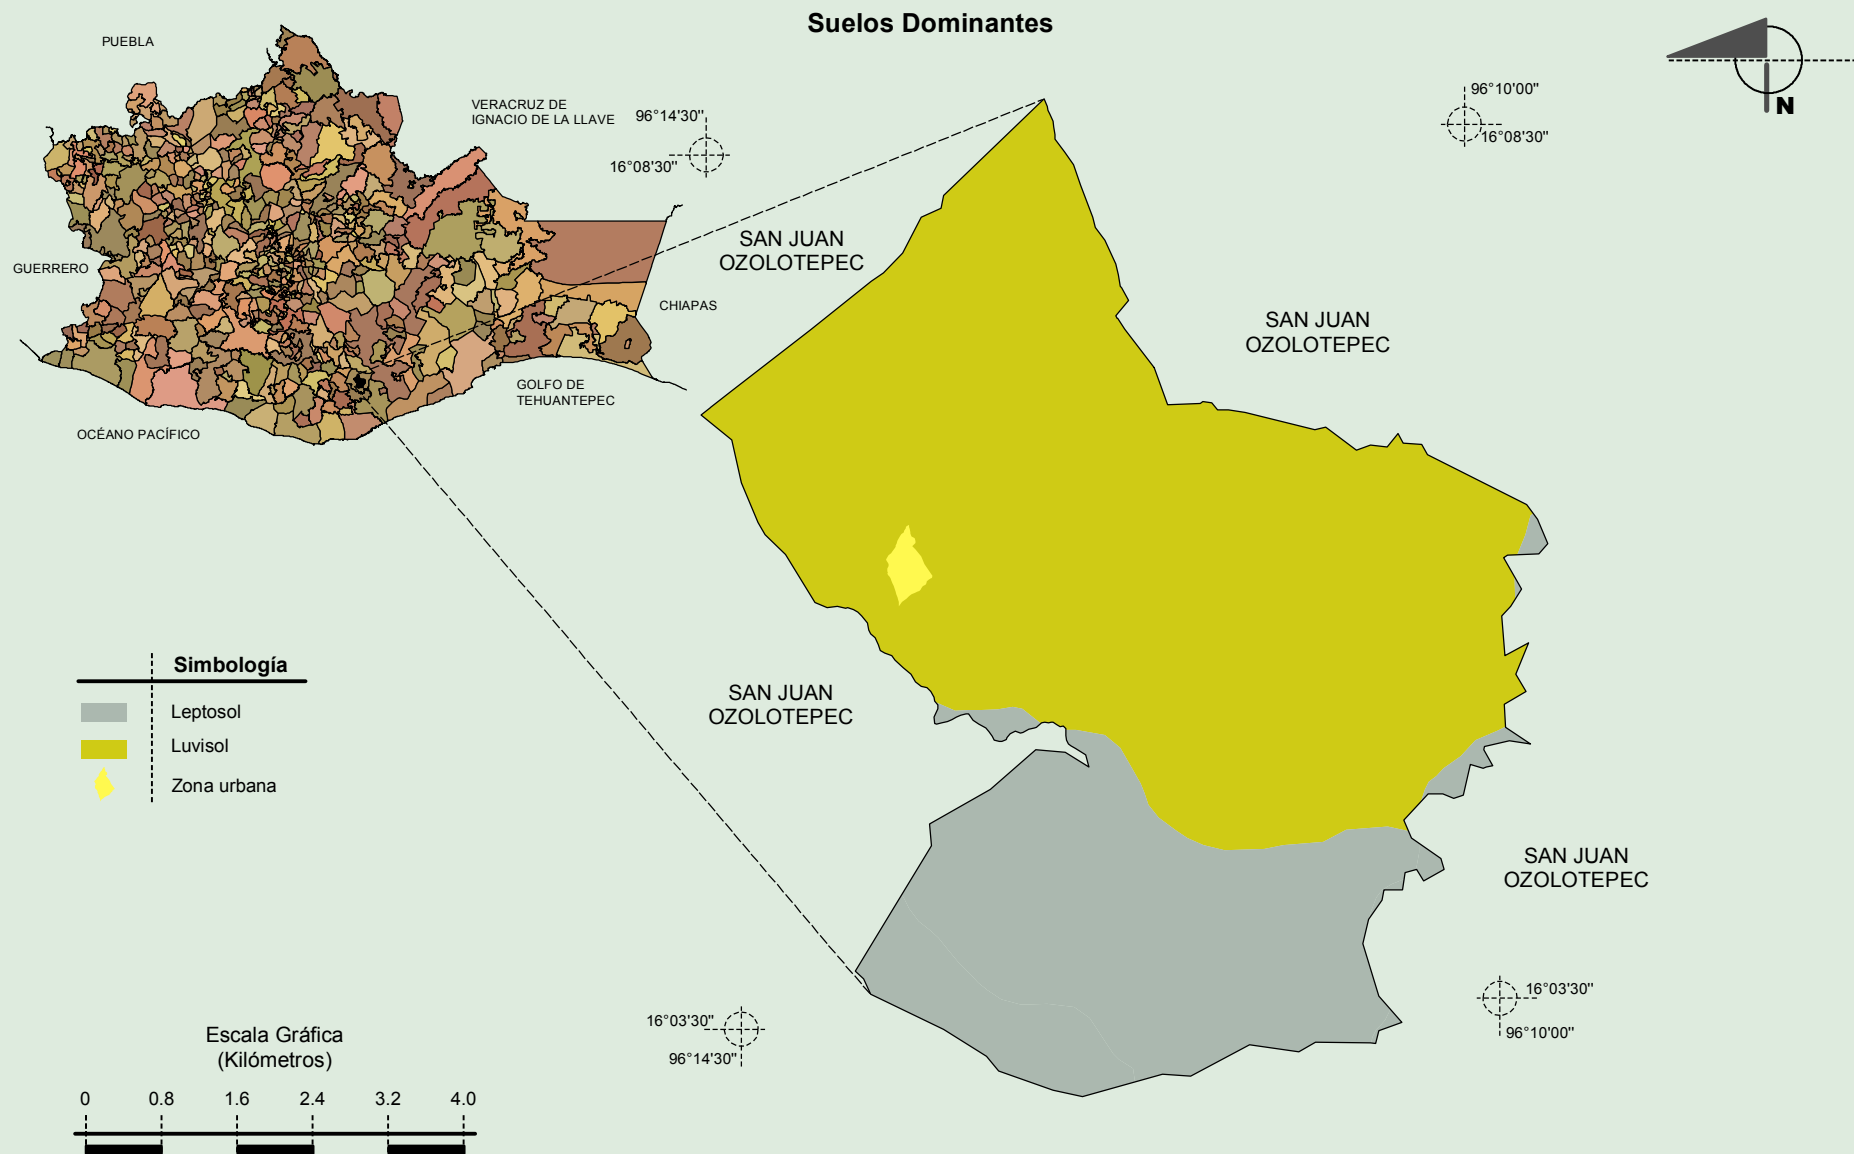 Suelos Dominantes
PUEBLA
VERACRUZ DE
IGNACIO DE LA LLAVE
96°14'30"
16°08'30"
96°10'00"
16°08'30"
N
SAN JUAN
OZOLOTEPEC
GUERRERO
CHIAPAS
SAN JUAN
OZOLOTEPEC
GOLFO DE
TEHUANTEPEC
OCÉANO PACÍFICO
Simbología
Leptosol
Luvisol
Zona urbana
SAN JUAN
OZOLOTEPEC
SAN JUAN
OZOLOTEPEC
16°03'30"
96°14'30"
16°03'30"
96°10'00"
Escala Gráfica
(Kilómetros)
0 0.8 1.6 2.4 3.2 4.0